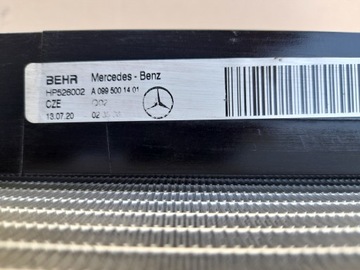 BEHR Mercedes-Benz
HP526002 A 099 500 14 01
CZE
13.07.20